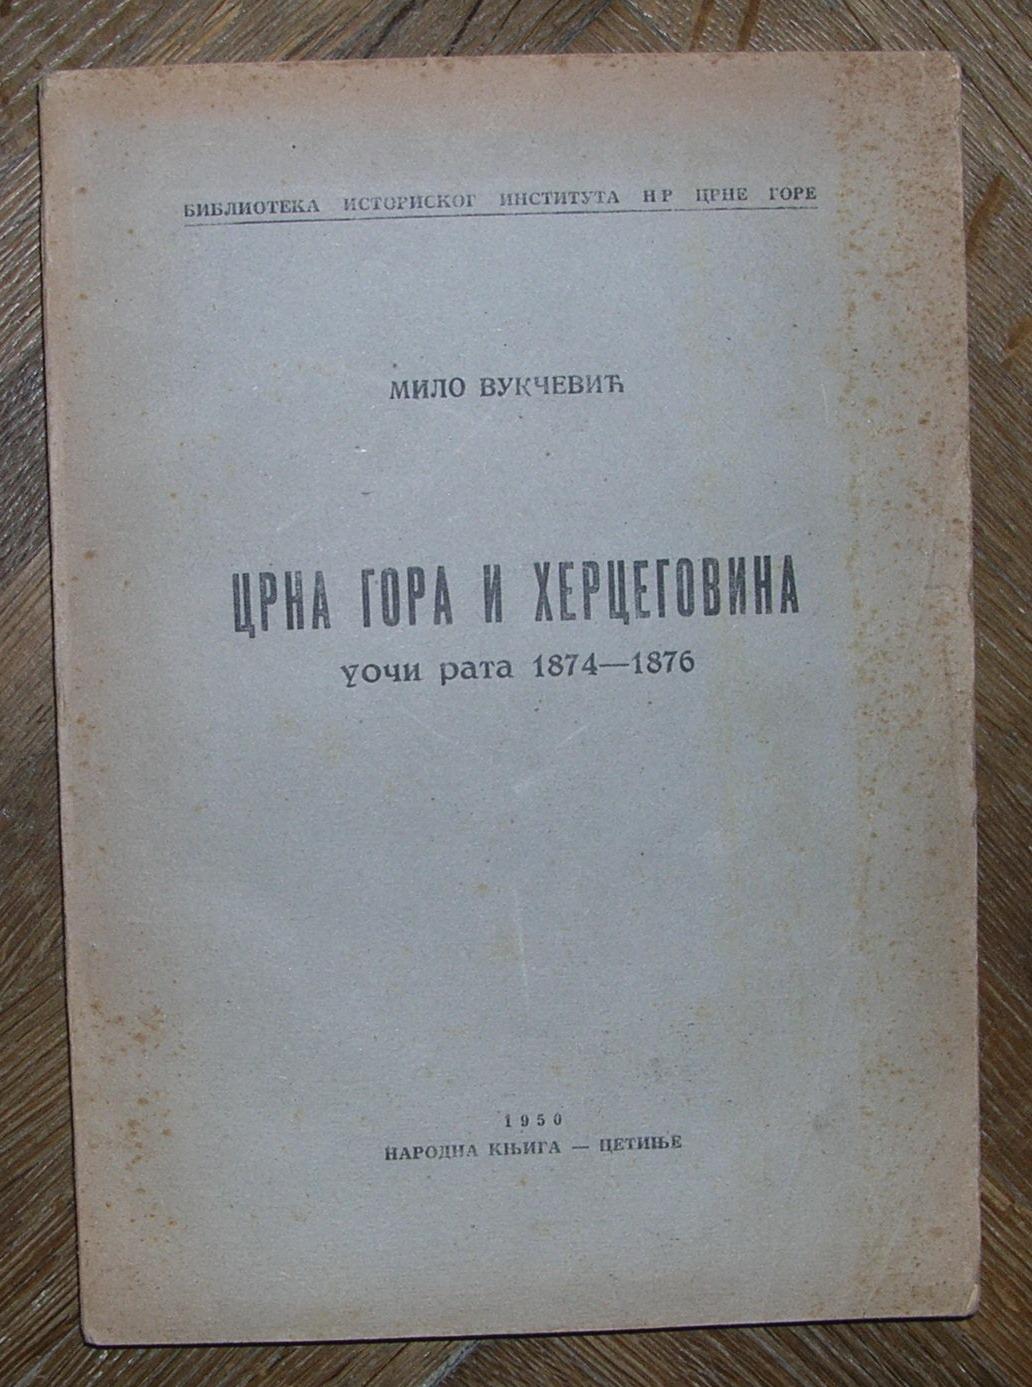 БИБЛИОТЕКА ИСТОРИСКОГ ИНСТИТУТА НР ЦРНЕ ГОРЕ
МИЛО ВУКЧЕВИЋ
ЦРНА ГОРА И ХЕРЦЕГОВИНА
уочи рата 1874—1876
1950
НАРОДНА КЊИГА — ЦЕТИЊЕ